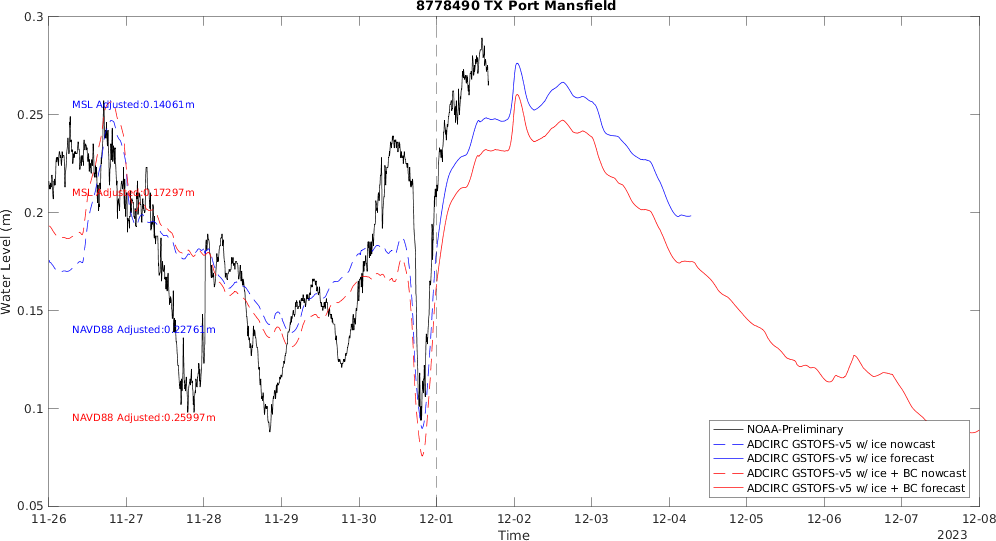 8778490 TX Port Mansfield
0.3
0.25
0.2
0.15
0.1
0.05
Water Level (m)
MSL Adjusted:0.14061m
MSL Adjusted:0.17297m
NAVD88 Adjusted:0.22761m
NAVD88 Adjusted:0.25997m
NOAA-Preliminary
ADCIRC GSTOFS-v5 w/ ice nowcast
ADCIRC GSTOFS-v5 w/ ice forecast
ADCIRC GSTOFS-v5 w/ ice + BC nowcast
ADCIRC GSTOFS-v5 w/ ice + BC forecast
11-26 11-27 11-28 11-29 11-30 12-01 12-02 12-03 12-04 12-05 12-06 12-07 12-08
Time
2023